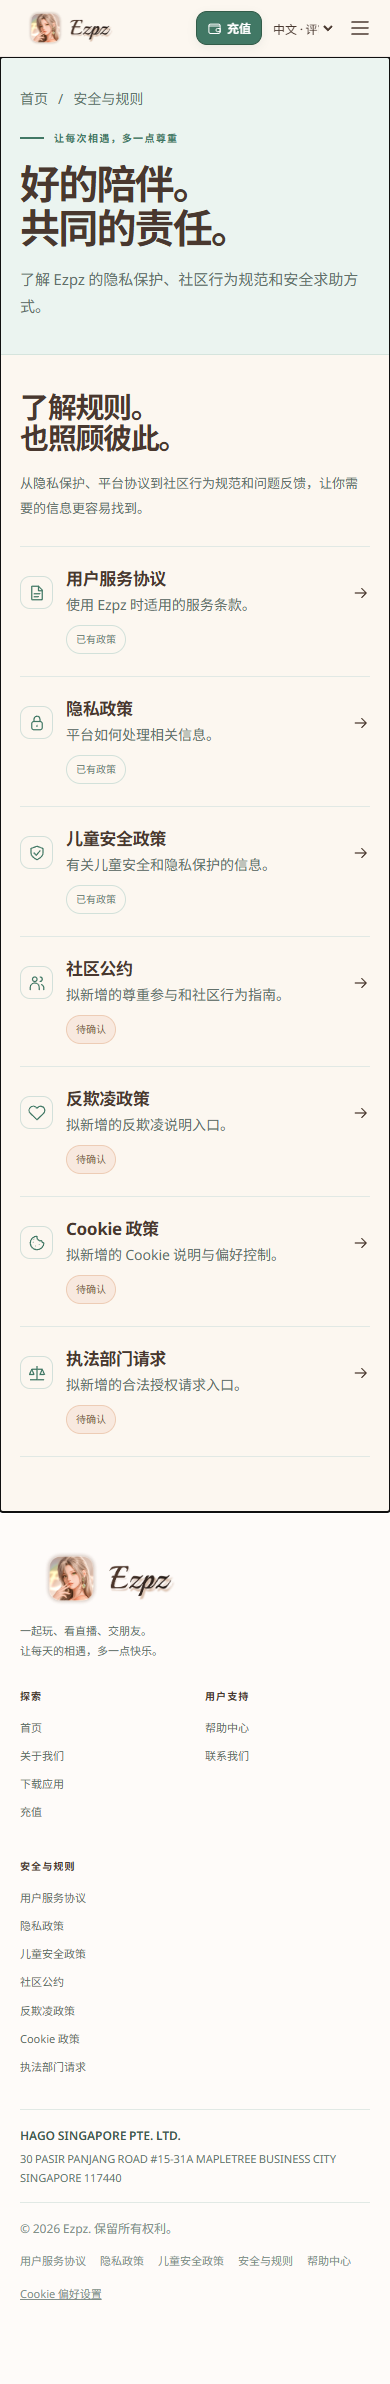 Ezpz
充值
中文 · 评
首页 / 安全与规则
让每次相遇，多一点尊重
好的陪伴。
共同的责任。
了解 Ezpz 的隐私保护、社区行为规范和安全求助方
式。
了解规则。
也照顾彼此。
从隐私保护、平台协议到社区行为规范和问题反馈，让你需
要的信息更容易找到。
用户服务协议
使用 Ezpz 时适用的服务条款。
已有政策
隐私政策
平台如何处理相关信息。
已有政策
儿童安全政策
有关儿童安全和隐私保护的信息。
已有政策
社区公约
拟新增的尊重参与和社区行为指南。
待确认
反欺凌政策
拟新增的反欺凌说明入口。
待确认
Cookie 政策
拟新增的 Cookie 说明与偏好控制。
待确认
执法部门请求
拟新增的合法授权请求入口。
待确认
Ezpz
一起玩、看直播、交朋友。
让每天的相遇，多一点快乐。
探索
首页
关于我们
下载应用
充值
用户支持
帮助中心
联系我们
安全与规则
用户服务协议
隐私政策
儿童安全政策
社区公约
反欺凌政策
Cookie 政策
执法部门请求
HAGO SINGAPORE PTE. LTD.
30 PASIR PANJANG ROAD #15-31A MAPLETREE BUSINESS CITY
SINGAPORE 117440
© 2026 Ezpz. 保留所有权利。
用户服务协议 隐私政策 儿童安全政策 安全与规则 帮助中心
Cookie 偏好设置